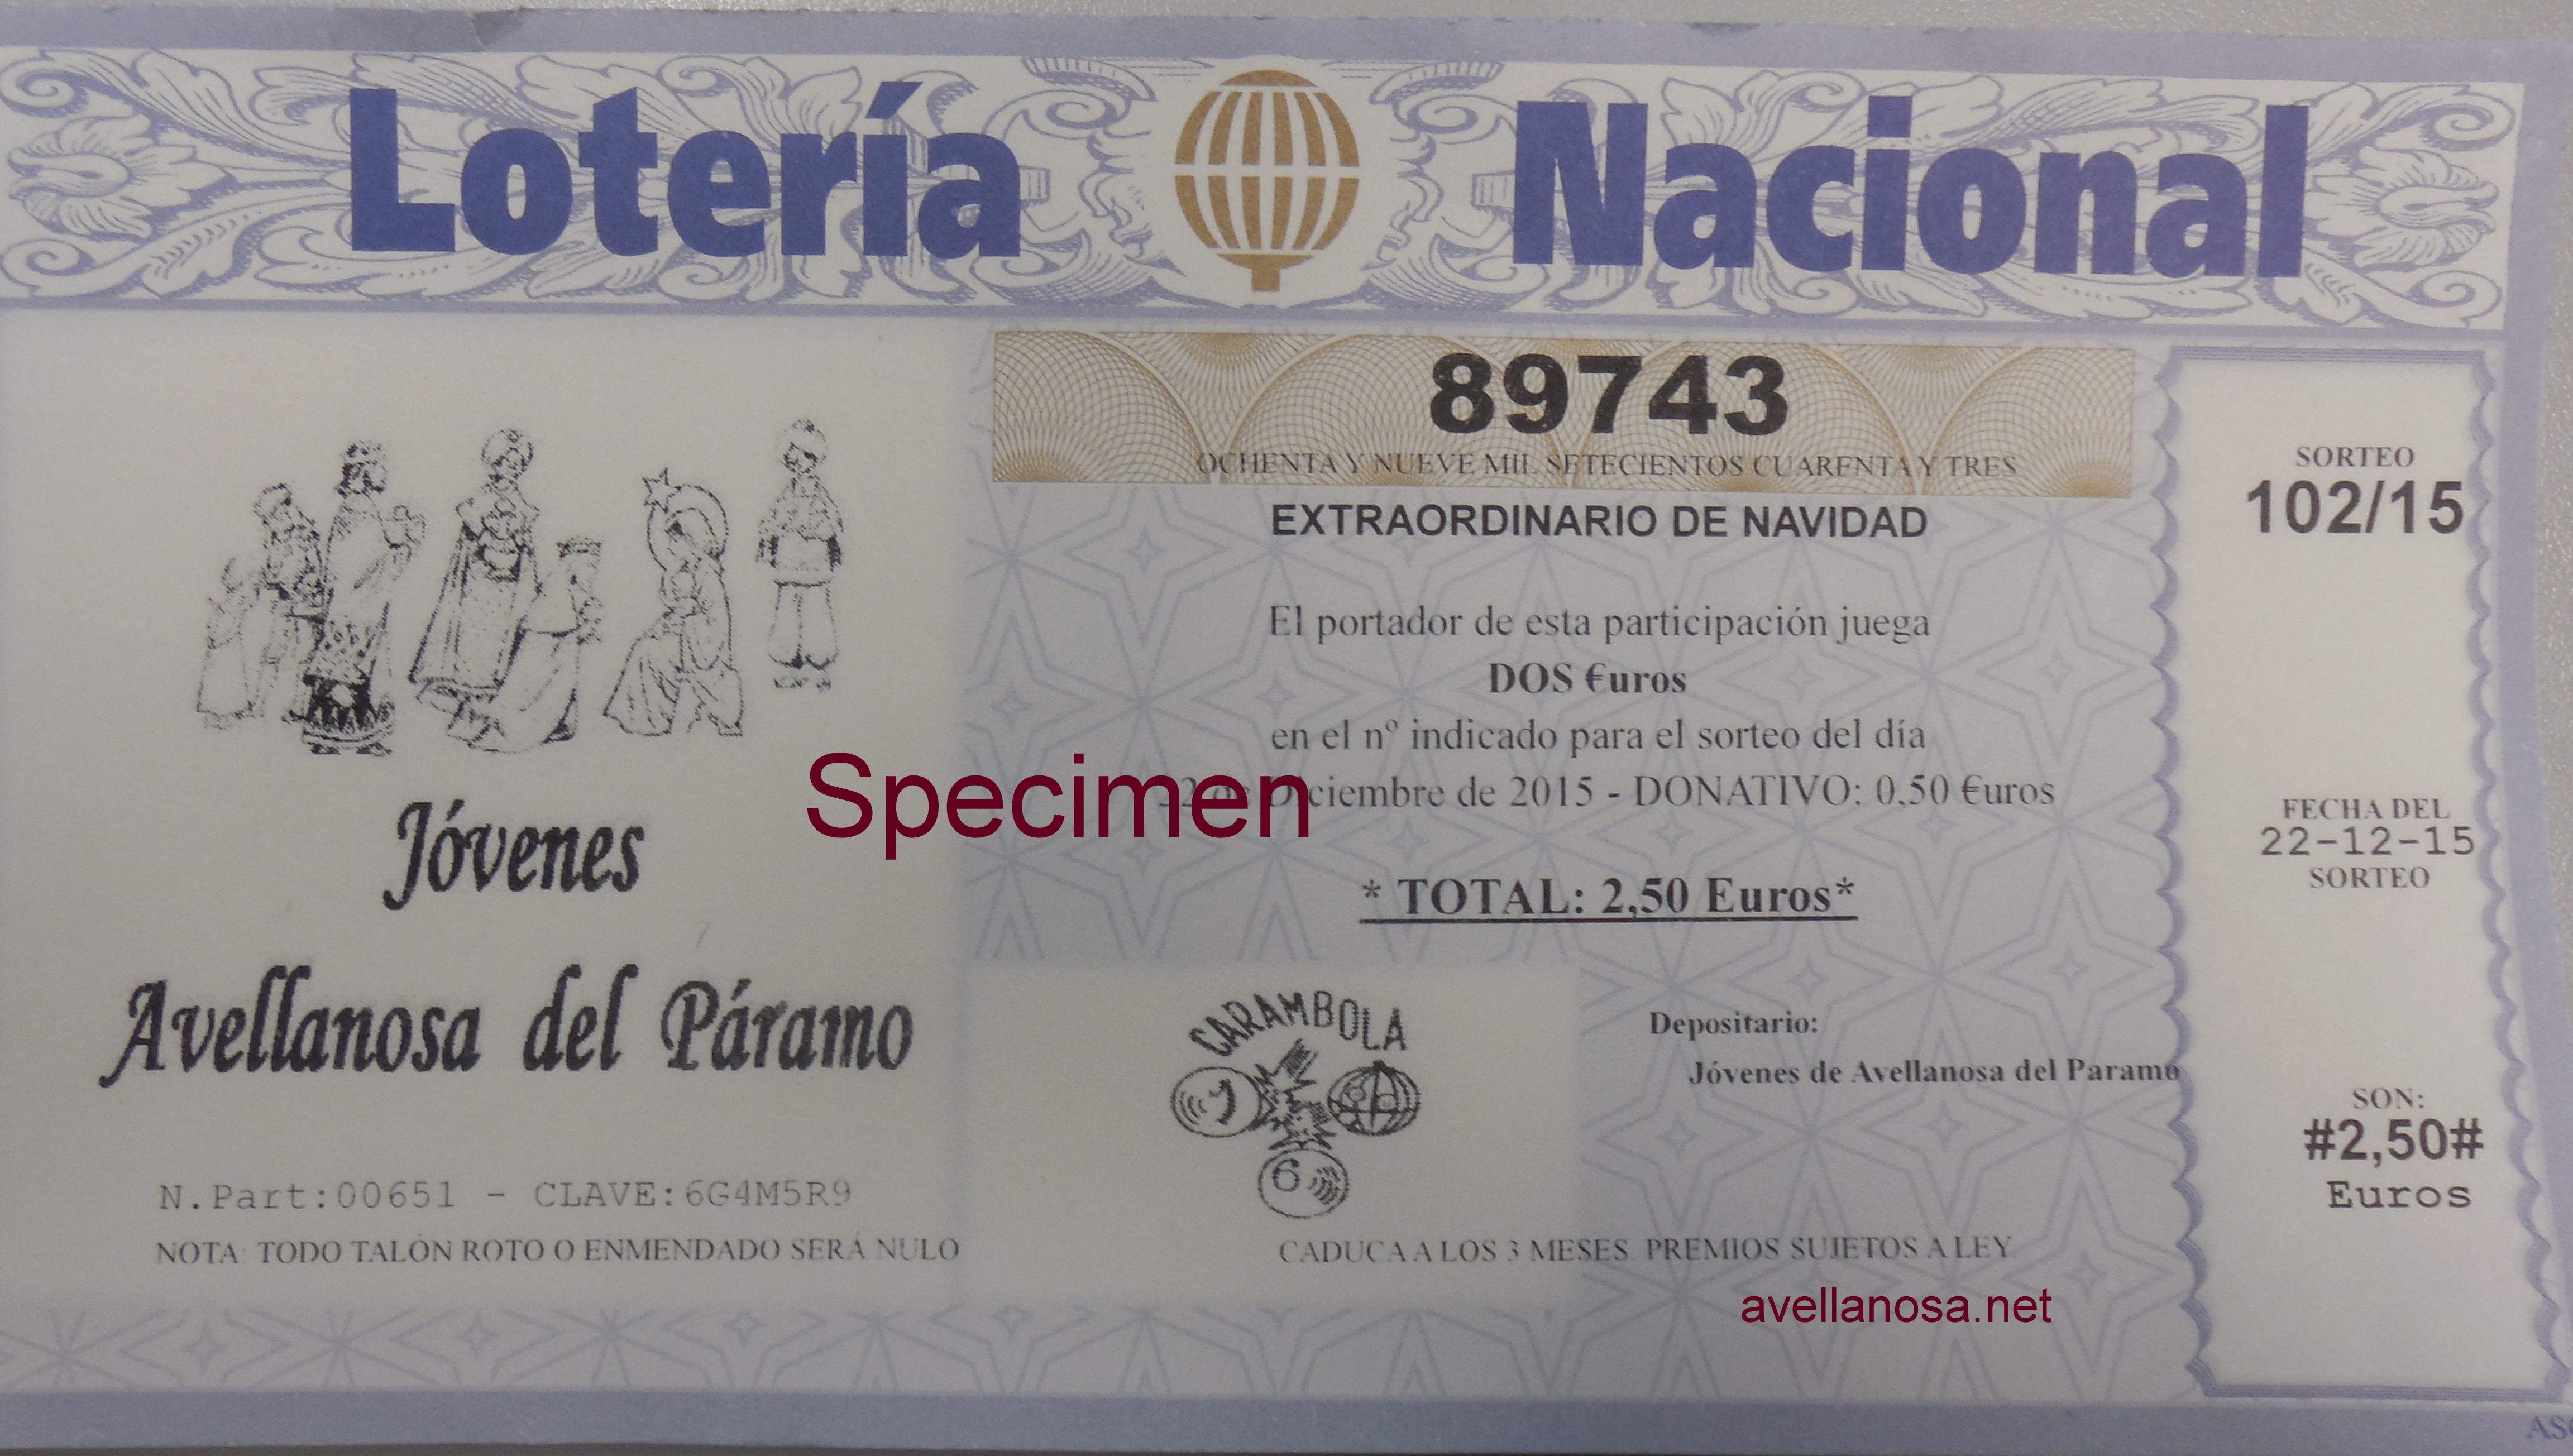 Lotería Nacional
89743
OCHENTA Y NUEVE MIL SETECIENTOS CUARENTA Y TRES
EXTRAORDINARIO DE NAVIDAD
El portador de esta participación juega
DOS €uros
en el nº indicado para el sorteo del día
de Diciembre de 2015 - DONATIVO: 0.50 €uros
* TOTAL: 2,50 Euros*
Specimen
Jóvenes
Avellanosa del Páramo
N.Part:00651 - CLAVE:6G4M5R9
NOTA: TODO TALÓN ROTO O ENMENDADO SERÁ NULO
CARAMBOLA
6
Depositario:
Jóvenes de Avellanosa del Paramo
CADUCA A LOS 3 MESES. PREMIOS SUJETOS A LEY
avellanosa.net
SORTEO
102/15
FECHA DEL
22-12-15
SORTEO
SON:
#2,50#
Euros